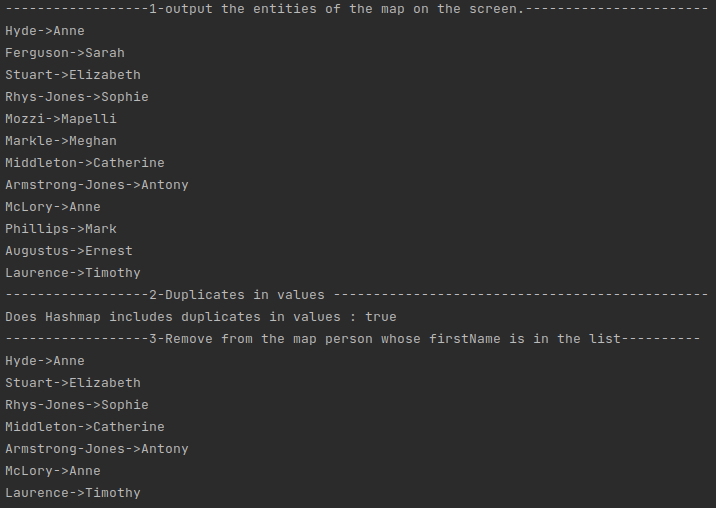 ------------------1-output the entities of the map on the screen.-----------------------
Hyde->Anne
Ferguson->Sarah
Stuart->Elizabeth
Rhys-Jones->Sophie
Mozzi->Mapelli
Markle->Meghan
Middleton->Catherine
Armstrong-Jones->Antony
McLory->Anne
Phillips->Mark
Augustus->Ernest
Laurence->Timothy
------------------2-Duplicates in values -----------------------------------------------
Does Hashmap includes duplicates in values : true
------------------3-Remove from the map person whose firstName is in the list----------
Hyde->Anne
Stuart->Elizabeth
Rhys-Jones->Sophie
Middleton->Catherine
Armstrong-Jones->Antony
McLory->Anne
Laurence->Timothy